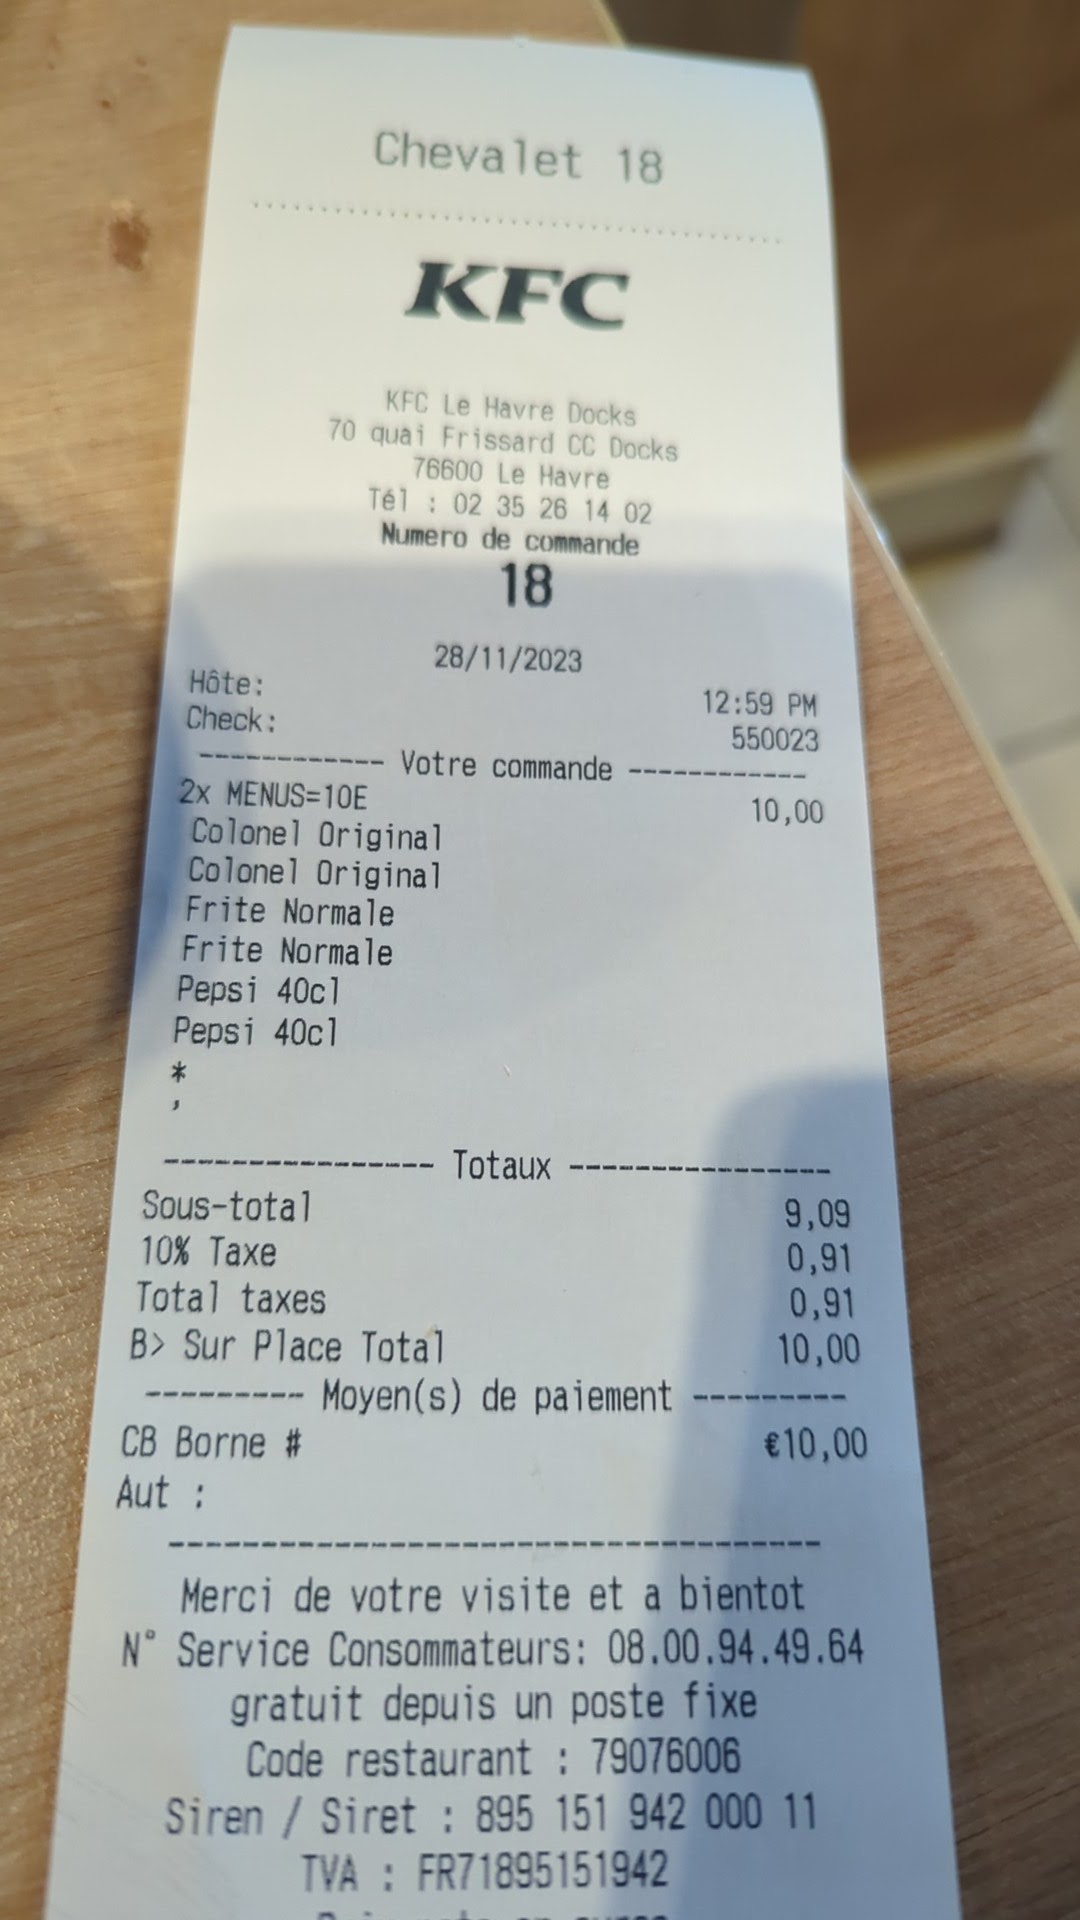 Chevalet 18
KFC
KFC Le Havre Docks
70 quai Frissard CC Docks
76600 Le Havre
Tél : 02 35 26 14 02
Numero de commande
18
28/11/2023
Hôte: 12:59 PM
Check: 550023
------------ Votre commande ------------
2x MENUS=10E 10,00
Colonel Original
Colonel Original
Frite Normale
Frite Normale
Pepsi 40cl
Pepsi 40cl
*
,
---------------- Totaux ----------------
Sous-total 9,09
10% Taxe 0,91
Total taxes 0,91
B> Sur Place Total 10,00
--------- Moyen(s) de paiement ---------
CB Borne # €10,00
Aut :
Merci de votre visite et a bientot
N° Service Consommateurs: 08.00.94.49.64
gratuit depuis un poste fixe
Code restaurant : 79076006
Siren / Siret : 895 151 942 000 11
TVA : FR71895151942